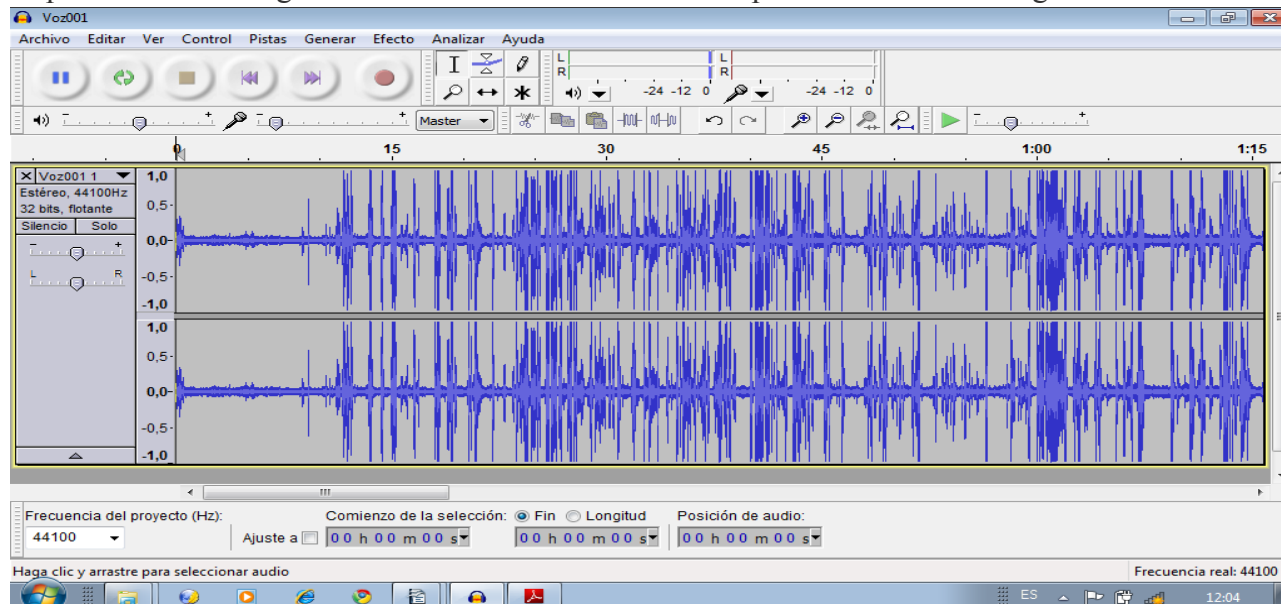 Voz001
Archivo Editar Ver Control Pistas Generar Efecto Analizar Ayuda
L R L R
-24 -12 0 -24 -12 0
- + - + Master - +
0 15 30 45 1:00 1:15
Voz001 1
Estéreo, 44100Hz
32 bits, flotante
Silencio Solo
- +
L R
1,0
0,5-
0,0-
-0,5-
-1,0
1,0
0,5-
0,0-
-0,5-
-1,0
Frecuencia del proyecto (Hz): Comienzo de la selección: Fin Longitud Posición de audio:
44100 Ajuste a 00 h 00 m 00 s 00 h 00 m 00 s 00 h 00 m 00 s
Haga clic y arrastre para seleccionar audio Frecuencia real: 44100
ES 12:04